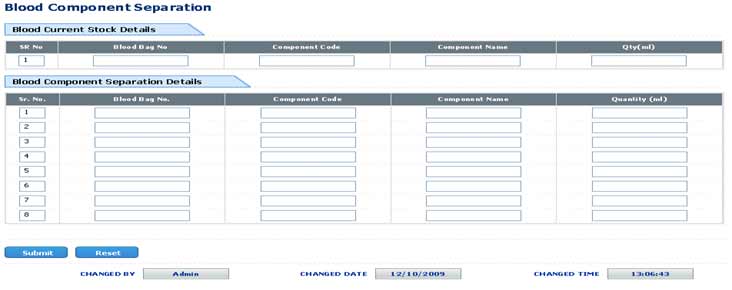 Blood Component Separation
Blood Current Stock Details
SR No Blood Bag No Component Code Component Name Qty(ml)
1
Blood Component Separation Details
Sr. No. Blood Bag No. Component Code Component Name Quantity (ml)
1
2
3
4
5
6
7
8
Submit Reset
CHANGED BY Admin CHANGED DATE 12/10/2009 CHANGED TIME 13:06:43